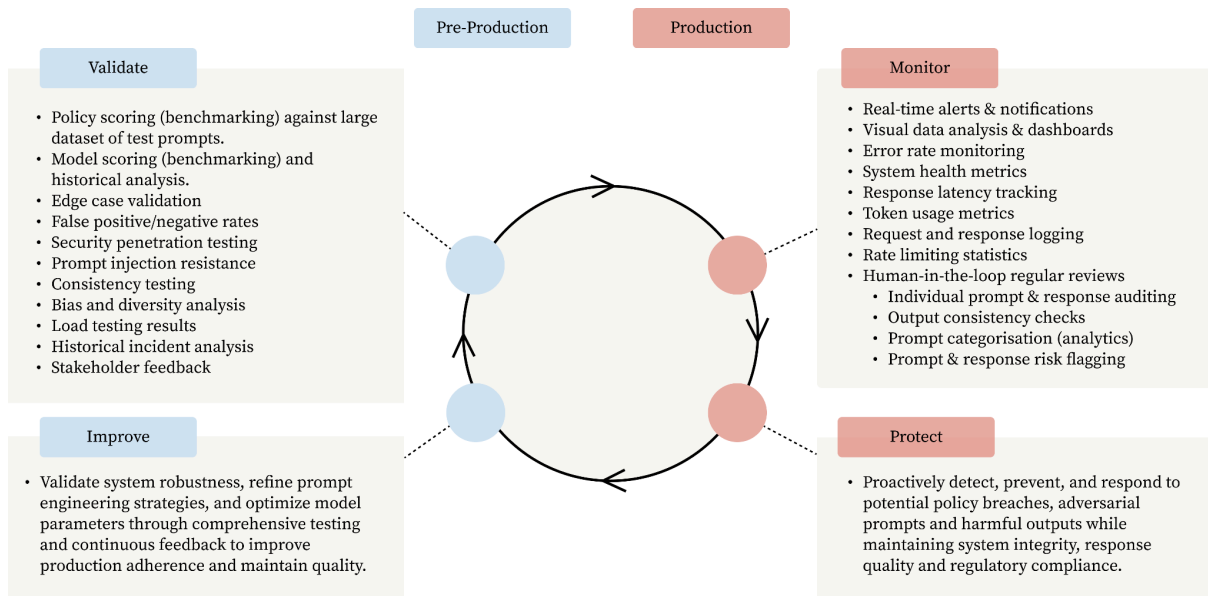 Pre-Production
Production
Validate
• Policy scoring (benchmarking) against large
dataset of test prompts.
• Model scoring (benchmarking) and
historical analysis.
• Edge case validation
• False positive/negative rates
• Security penetration testing
• Prompt injection resistance
• Consistency testing
• Bias and diversity analysis
• Load testing results
• Historical incident analysis
• Stakeholder feedback
Monitor
• Real-time alerts & notifications
• Visual data analysis & dashboards
• Error rate monitoring
• System health metrics
• Response latency tracking
• Token usage metrics
• Request and response logging
• Rate limiting statistics
• Human-in-the-loop regular reviews
• Individual prompt & response auditing
• Output consistency checks
• Prompt categorisation (analytics)
• Prompt & response risk flagging
Improve
• Validate system robustness, refine prompt
engineering strategies, and optimize model
parameters through comprehensive testing
and continuous feedback to improve
production adherence and maintain quality.
Protect
• Proactively detect, prevent, and respond to
potential policy breaches, adversarial
prompts and harmful outputs while
maintaining system integrity, response
quality and regulatory compliance.